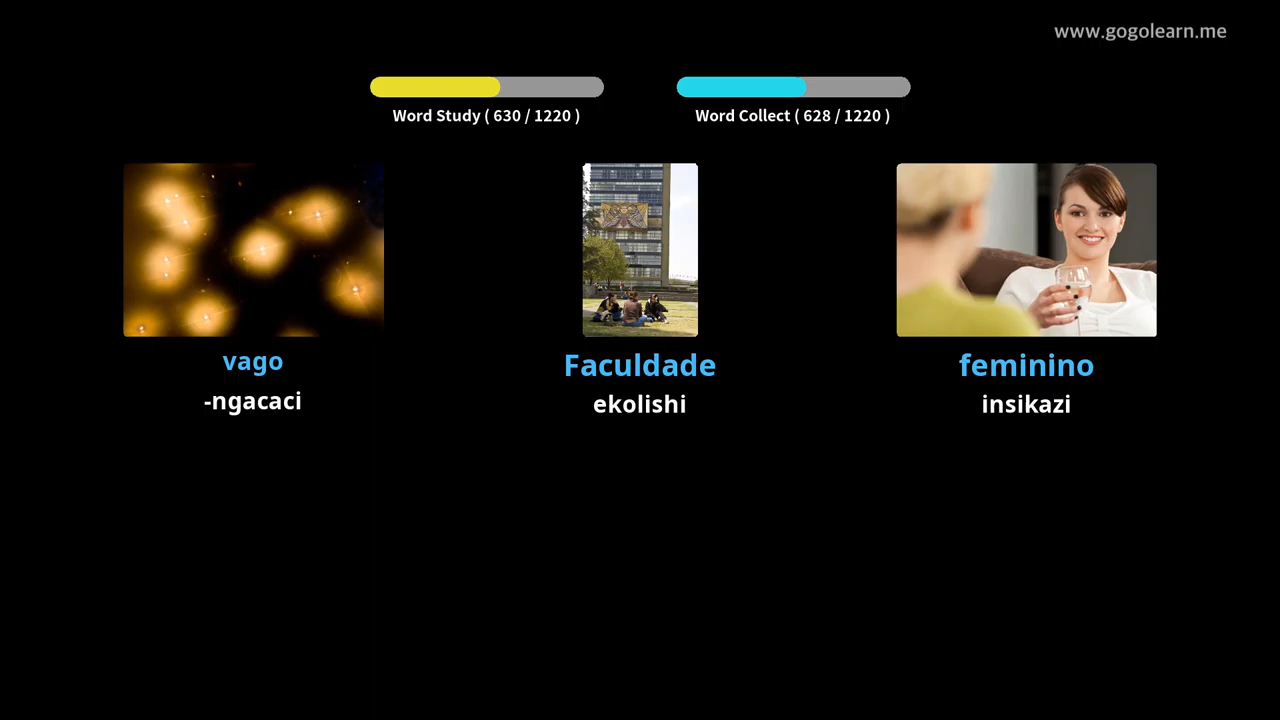 www.gogolearn.me
Word Study ( 630 / 1220 )
Word Collect ( 628 / 1220 )
vago
-ngacaci
Faculdade
ekolishi
feminino
insikazi